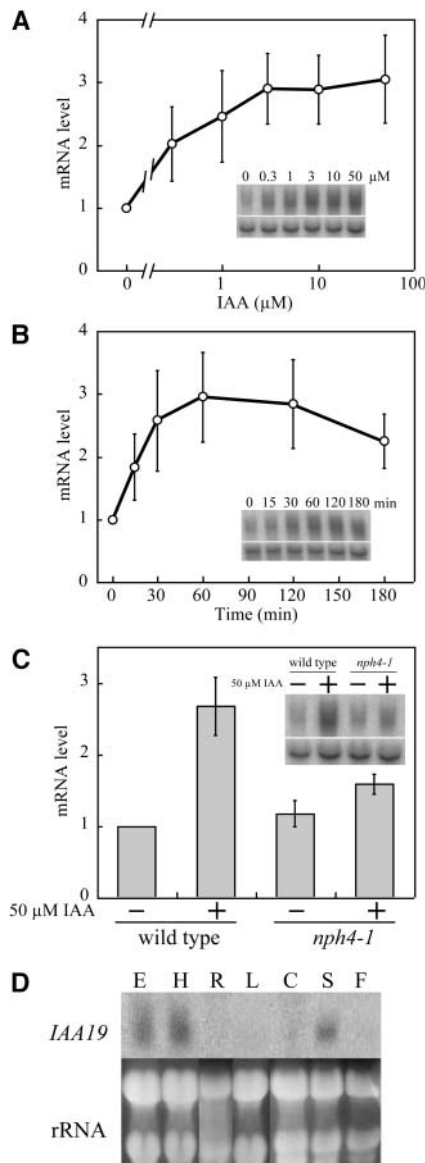 A
mRNA level
4
3
2
1
0
0 0.3 1 3 10 50 µM
0 1 10 100
IAA (µM)
B
mRNA level
4
3
2
1
0
0 15 30 60 120 180 min
0 30 60 90 120 150 180
Time (min)
C
mRNA level
3
2
1
0
wild type nph4-1
50 µM IAA − + − +
50 µM IAA − + − +
wild type nph4-1
D
E H R L C S F
IAA19
rRNA